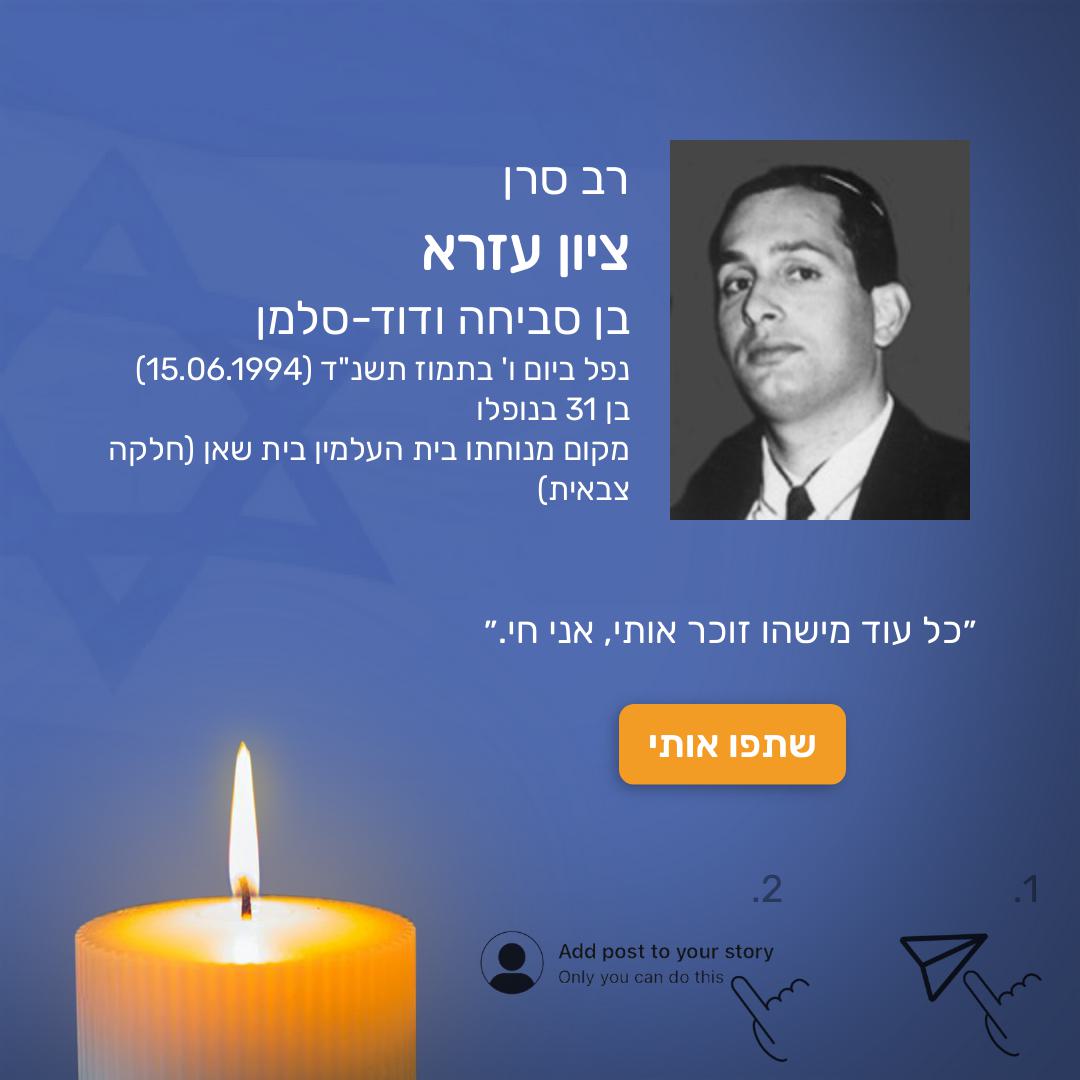 רב סרן
ציון עזרא
בן סביחה ודוד-סלמן
נפל ביום ו' בתמוז תשנ"ד (15.06.1994)
בן 31 בנופלו
מקום מנוחתו בית העלמין בית שאן (חלקה
צבאית)
״כל עוד מישהו זוכר אותי, אני חי.״
שתפו אותי
1.
2.
Add post to your story
Only you can do this